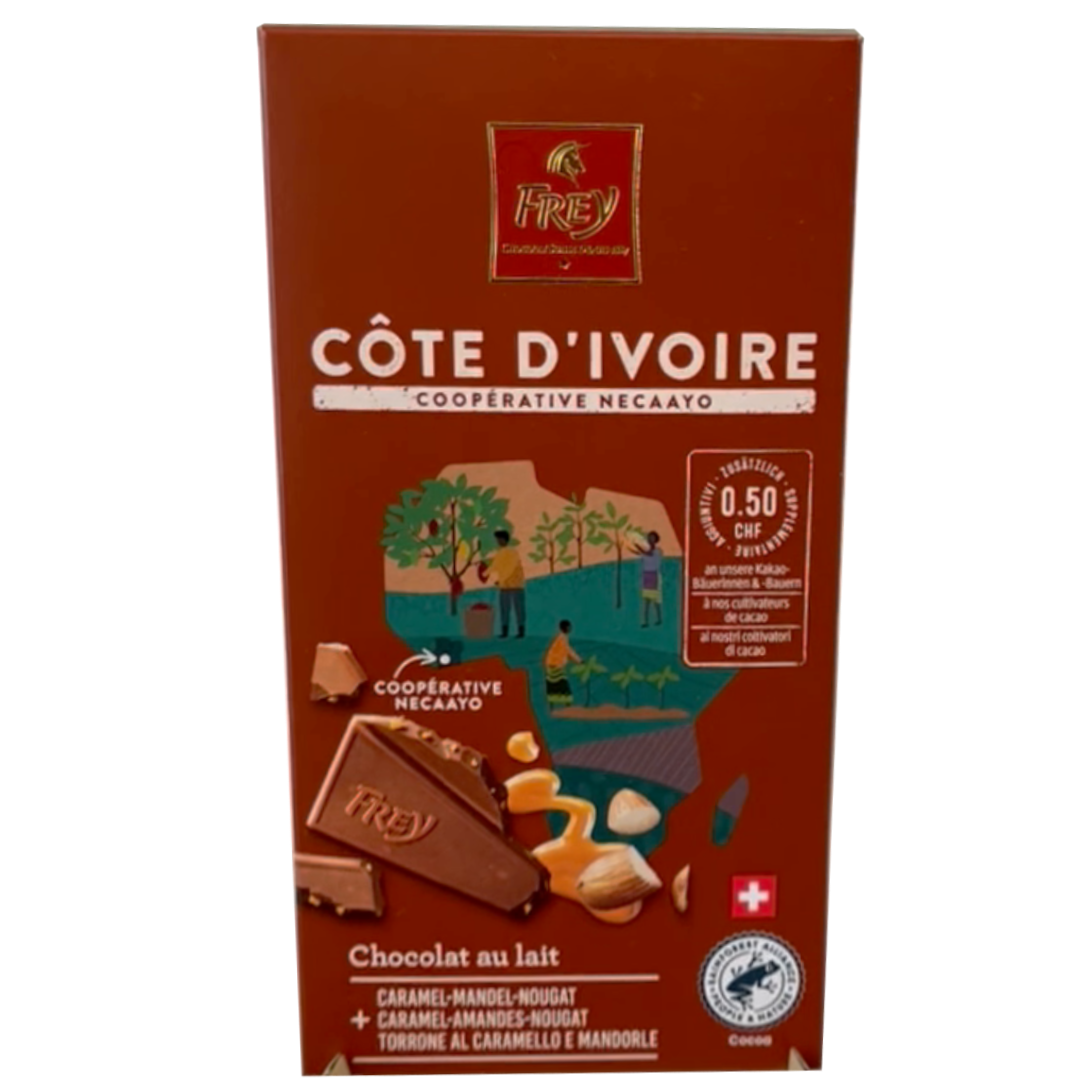 FREY
CÔTE D'IVOIRE
COOPÉRATIVE NECAAYO
ZUSÄTZLICH · SUPPLÉMENTAIRE · AGGIUNTIVI
0.50
CHF
an unsere Kakao-
Bäuerinnen & -Bauern
à nos cultivateurs
de cacao
ai nostri coltivatori
di cacao
COOPÉRATIVE
NECAAYO
FREY
Chocolat au lait
CARAMEL-MANDEL-NOUGAT
+ CARAMEL-AMANDES-NOUGAT
TORRONE AL CARAMELLO E MANDORLE
RAINFOREST ALLIANCE
PEOPLE & NATURE
Cocoa